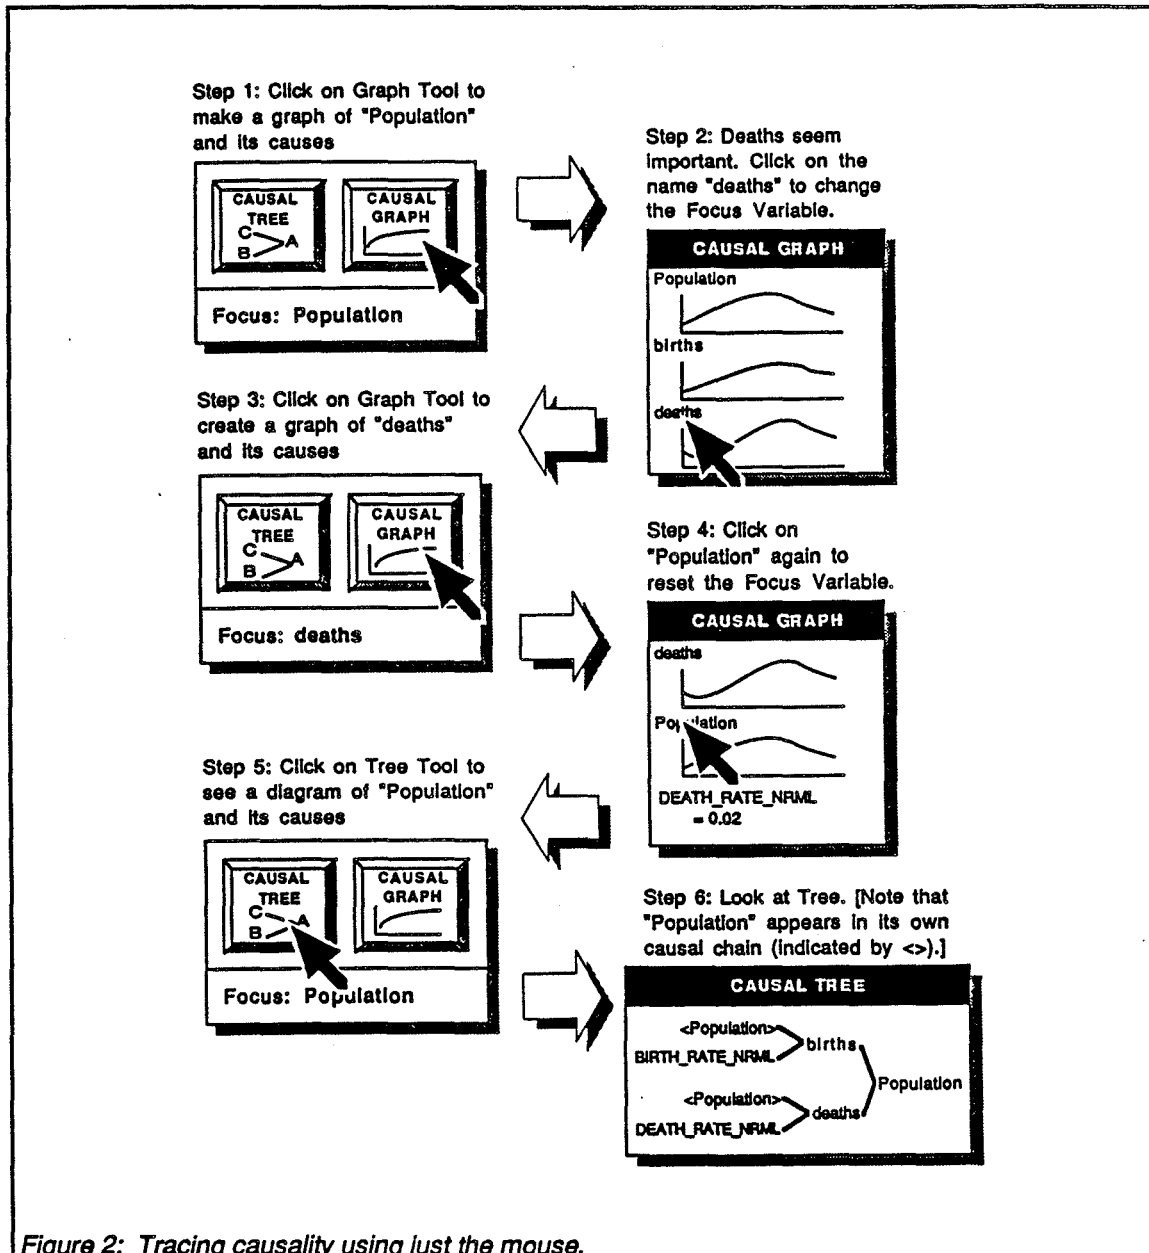 Step 1: Click on Graph Tool to
make a graph of "Population"
and its causes
CAUSAL
TREE
C
A
B
CAUSAL
GRAPH
Focus: Population
Step 2: Deaths seem
important. Click on the
name "deaths" to change
the Focus Variable.
CAUSAL GRAPH
Population
births
deaths
Step 3: Click on Graph Tool to
create a graph of "deaths"
and its causes
CAUSAL
TREE
C
A
B
CAUSAL
GRAPH
Focus: deaths
Step 4: Click on
"Population" again to
reset the Focus Variable.
CAUSAL GRAPH
deaths
Population
DEATH_RATE_NRML
= 0.02
Step 5: Click on Tree Tool to
see a diagram of "Population"
and its causes
CAUSAL
TREE
C
A
B
CAUSAL
GRAPH
Focus: Population
Step 6: Look at Tree. [Note that
"Population" appears in its own
causal chain (indicated by <>).]
CAUSAL TREE
<Population>
births
BIRTH_RATE_NRML
Population
<Population>
deaths
DEATH_RATE_NRML
Figure 2: Tracing causality using just the mouse.